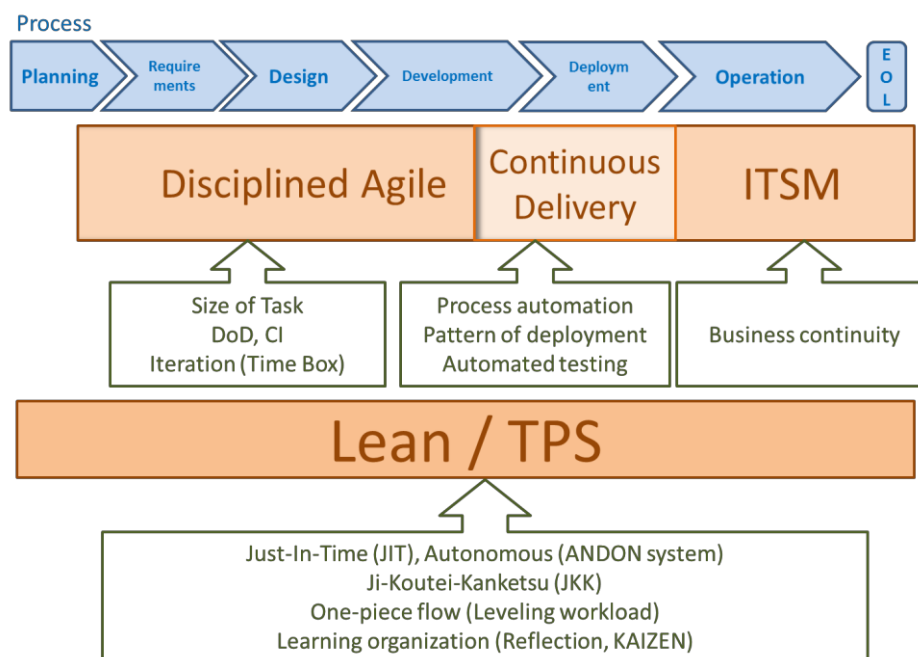 Process
Planning
Require
ments
Design
Development
Deploym
ent
Operation
E
O
L
Disciplined Agile
Continuous
Delivery
ITSM
Size of Task
DoD, CI
Iteration (Time Box)
Process automation
Pattern of deployment
Automated testing
Business continuity
Lean / TPS
Just-In-Time (JIT), Autonomous (ANDON system)
Ji-Koutei-Kanketsu (JKK)
One-piece flow (Leveling workload)
Learning organization (Reflection, KAIZEN)